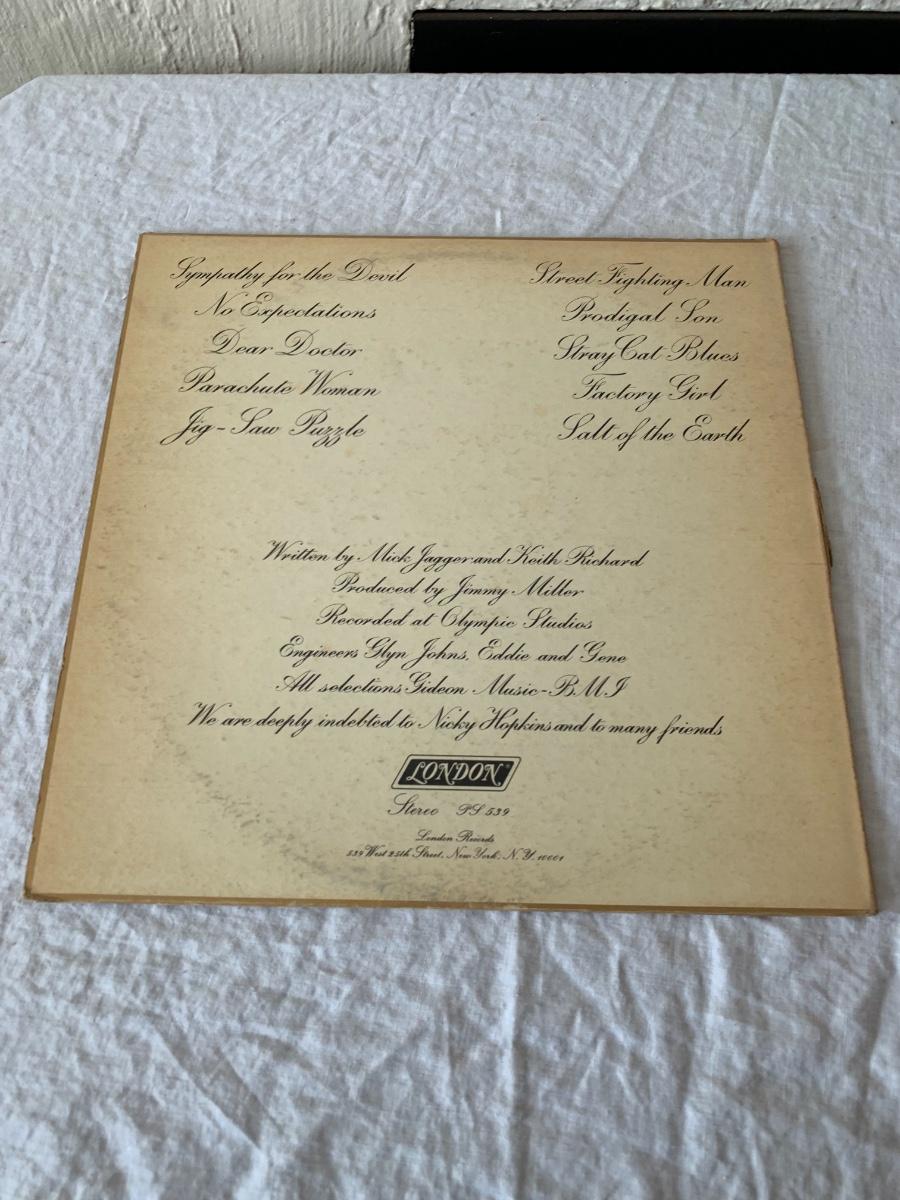 Sympathy for the Devil
No Expectations
Dear Doctor
Parachute Woman
Jig-Saw Puzzle
Street Fighting Man
Prodigal Son
Stray Cat Blues
Factory Girl
Salt of the Earth
Written by Mick Jagger and Keith Richard
Produced by Jimmy Miller
Recorded at Olympic Studios
Engineers Glyn Johns, Eddie and Gene
All selections Gideon Music-BMI
We are deeply indebted to Nicky Hopkins and to many friends
LONDON®
Stereo PS 539
London Records
539 West 25th Street, New York, N.Y. 10001